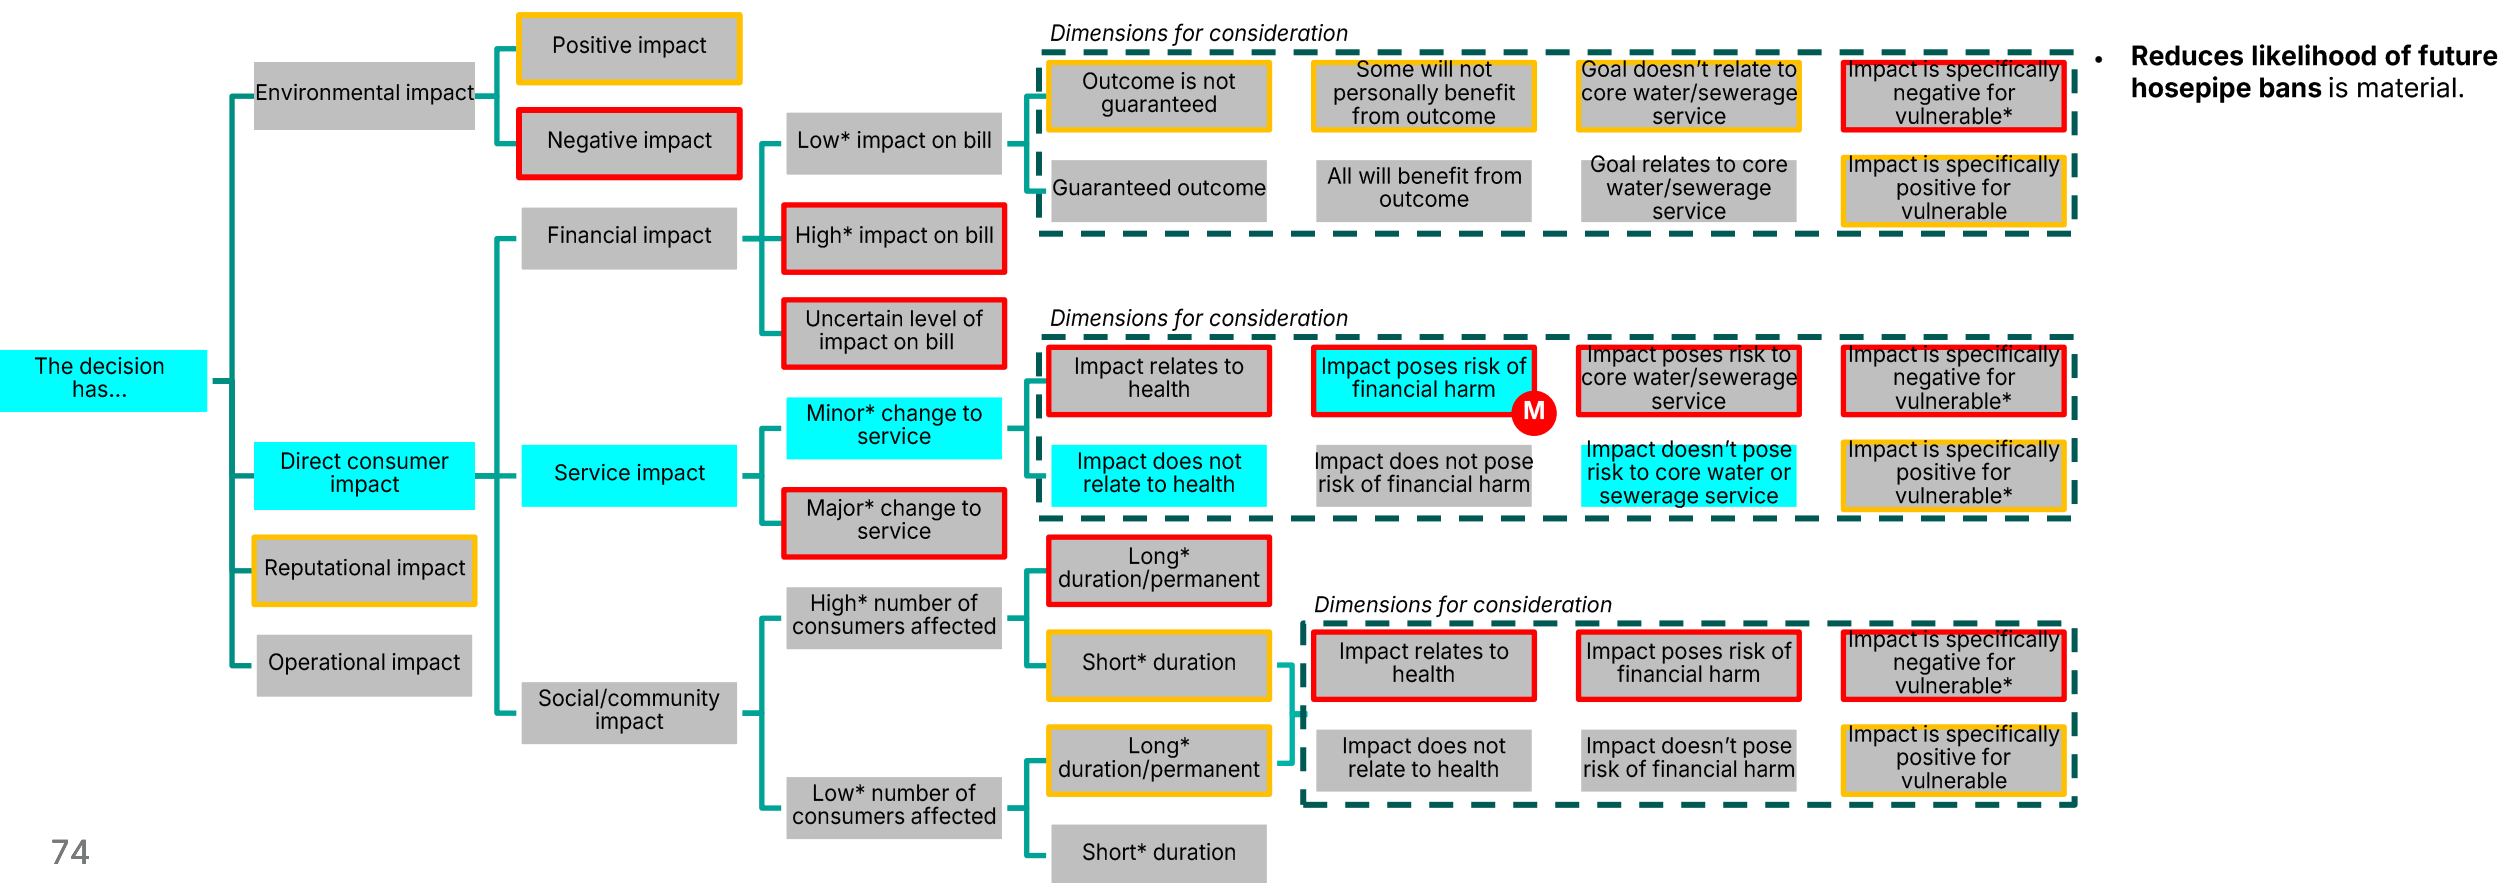 Dimensions for consideration
Positive impact
Environmental impact
Negative impact
Low* impact on bill
Outcome is not
guaranteed
Some will not
personally benefit
from outcome
Goal doesn’t relate to
core water/sewerage
service
Impact is specifically
negative for
vulnerable*
Guaranteed outcome
All will benefit from
outcome
Goal relates to core
water/sewerage
service
Impact is specifically
positive for
vulnerable
Financial impact
High* impact on bill
Uncertain level of
impact on bill
Dimensions for consideration
The decision
has...
Direct consumer
impact
Service impact
Minor* change to
service
Major* change to
service
Impact relates to
health
Impact poses risk of
financial harm
M
Impact poses risk to
core water/sewerage
service
Impact is specifically
negative for
vulnerable*
Impact does not
relate to health
Impact does not pose
risk of financial harm
Impact doesn’t pose
risk to core water or
sewerage service
Impact is specifically
positive for
vulnerable*
Reputational impact
Operational impact
Social/community
impact
High* number of
consumers affected
Long*
duration/permanent
Short* duration
Low* number of
consumers affected
Long*
duration/permanent
Short* duration
Dimensions for consideration
Impact relates to
health
Impact poses risk of
financial harm
Impact is specifically
negative for
vulnerable*
Impact does not
relate to health
Impact doesn’t pose
risk of financial harm
Impact is specifically
positive for
vulnerable
• Reduces likelihood of future
hosepipe bans is material.
74